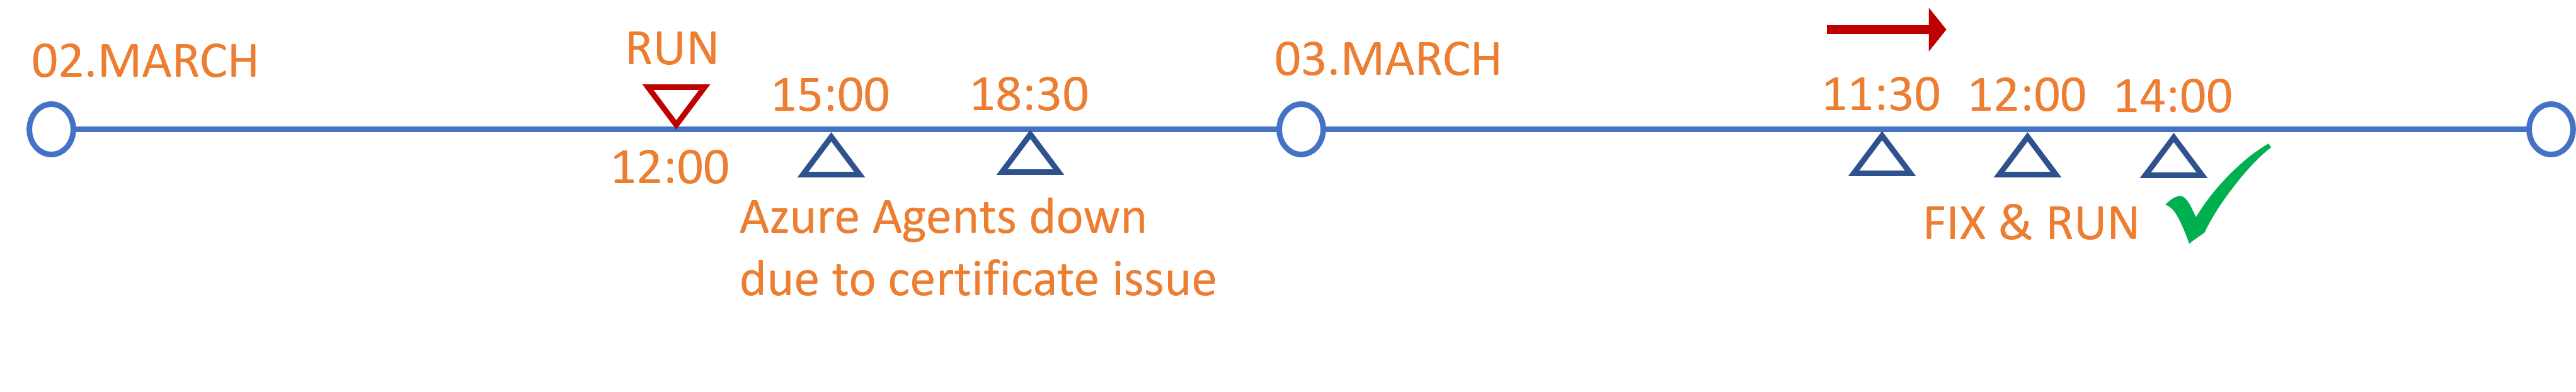 02.MARCH
RUN
12:00
15:00
18:30
Azure Agents down
due to certificate issue
03.MARCH
11:30
12:00
14:00
FIX & RUN